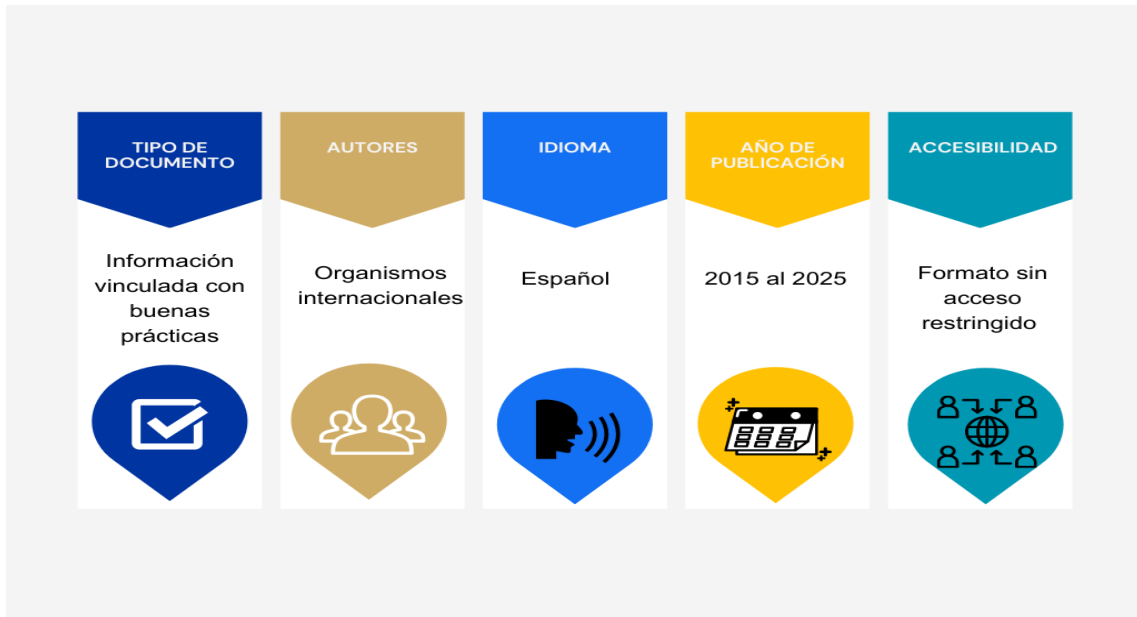 TIPO DE
DOCUMENTO
Información
vinculada con
buenas
prácticas
AUTORES
Organismos
internacionales
IDIOMA
Español
AÑO DE
PUBLICACIÓN
2015 al 2025
ACCESIBILIDAD
Formato sin
acceso
restringido